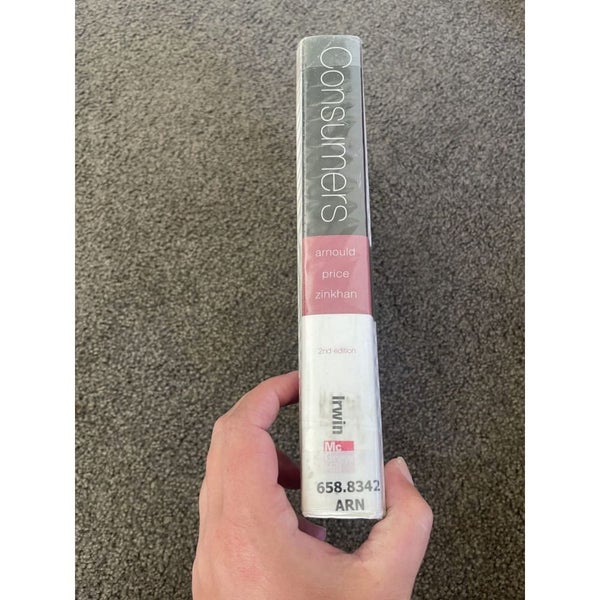 Consumers
arnould
price
zinkhan
2nd edition
Irwin
Mc
658.8342
ARN